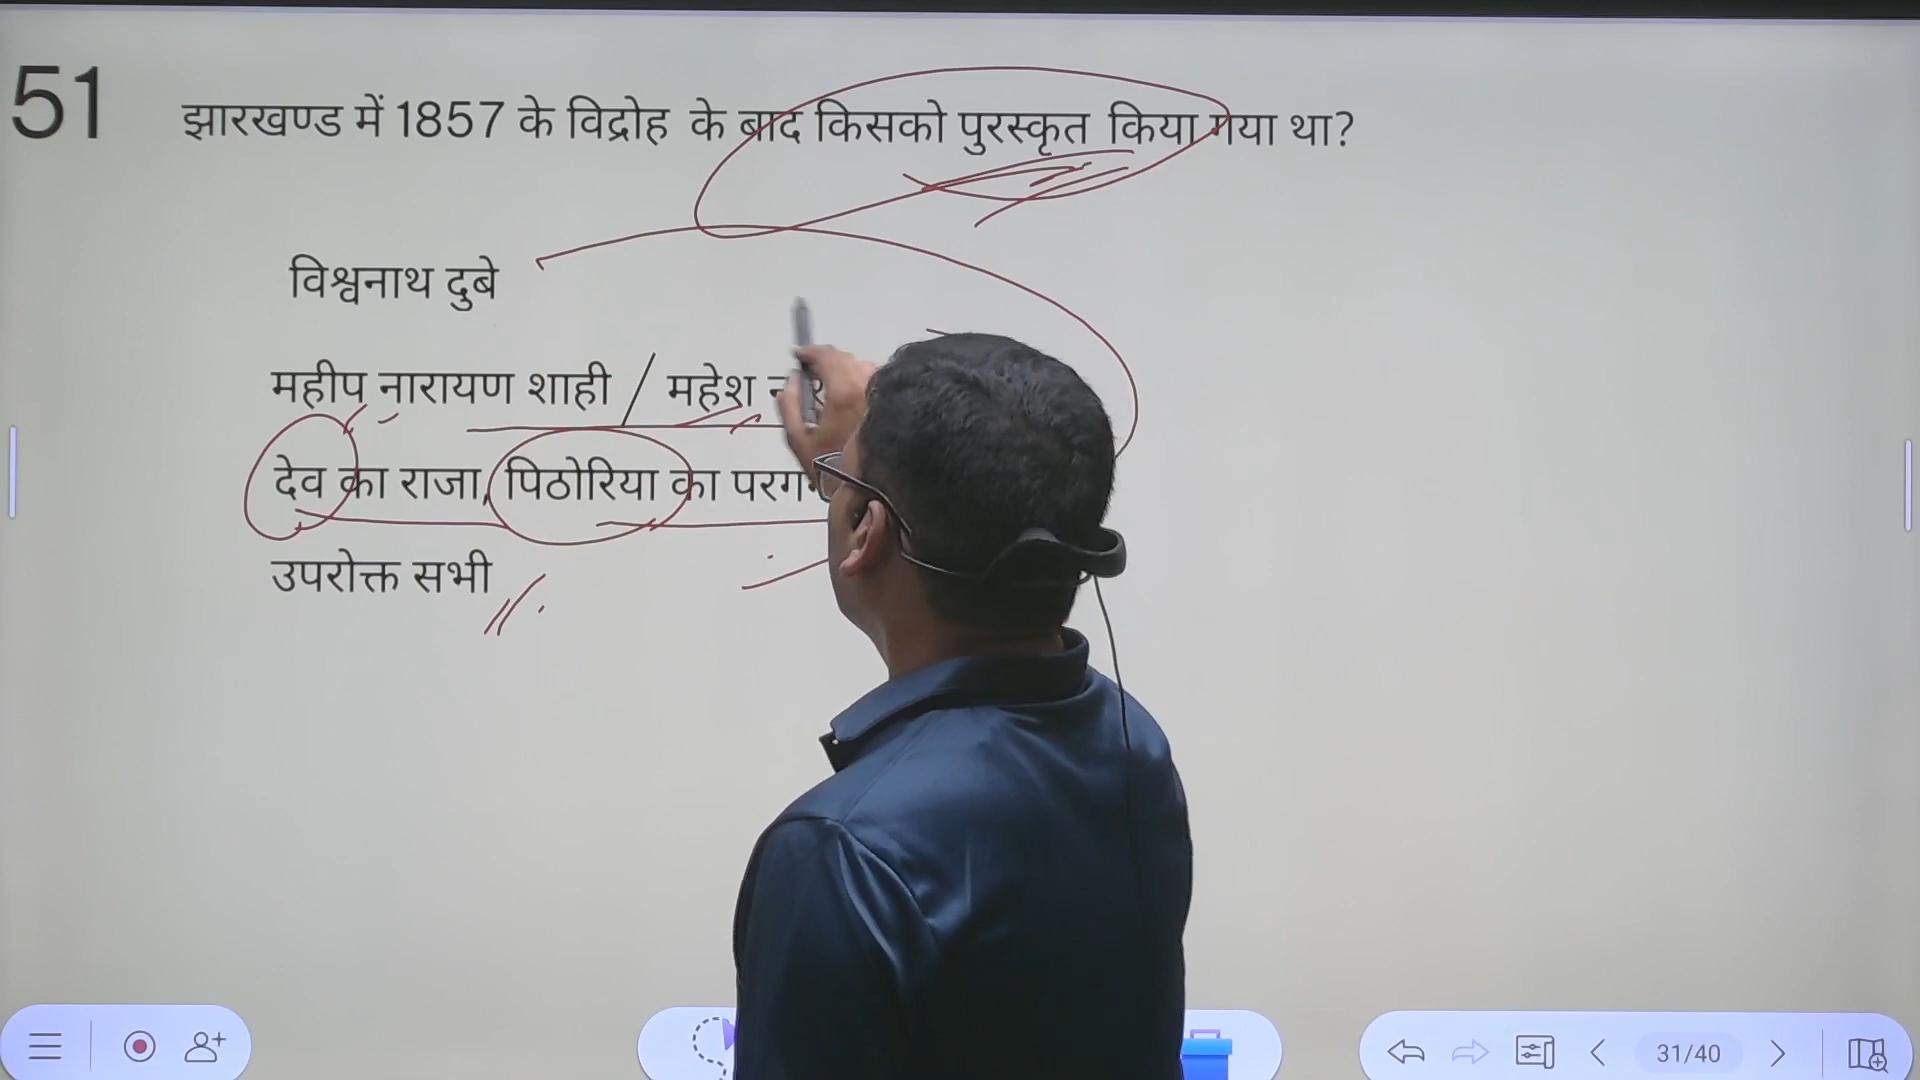 51
झारखण्ड में 1857 के विद्रोह के बाद किसको पुरस्कृत किया गया था?
विश्वनाथ दुबे
महीप नारायण शाही / महेश
देव का राजा, पिठोरिया का
उपरोक्त सभी
31/40